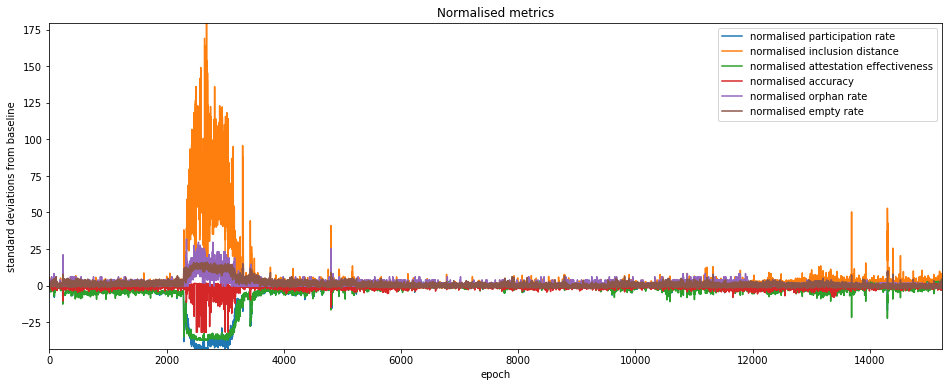 Normalised metrics
normalised participation rate
normalised inclusion distance
normalised attestation effectiveness
normalised accuracy
normalised orphan rate
normalised empty rate
standard deviations from baseline
175
150
125
100
75
50
25
0
−25
0 2000 4000 6000 8000 10000 12000 14000
epoch